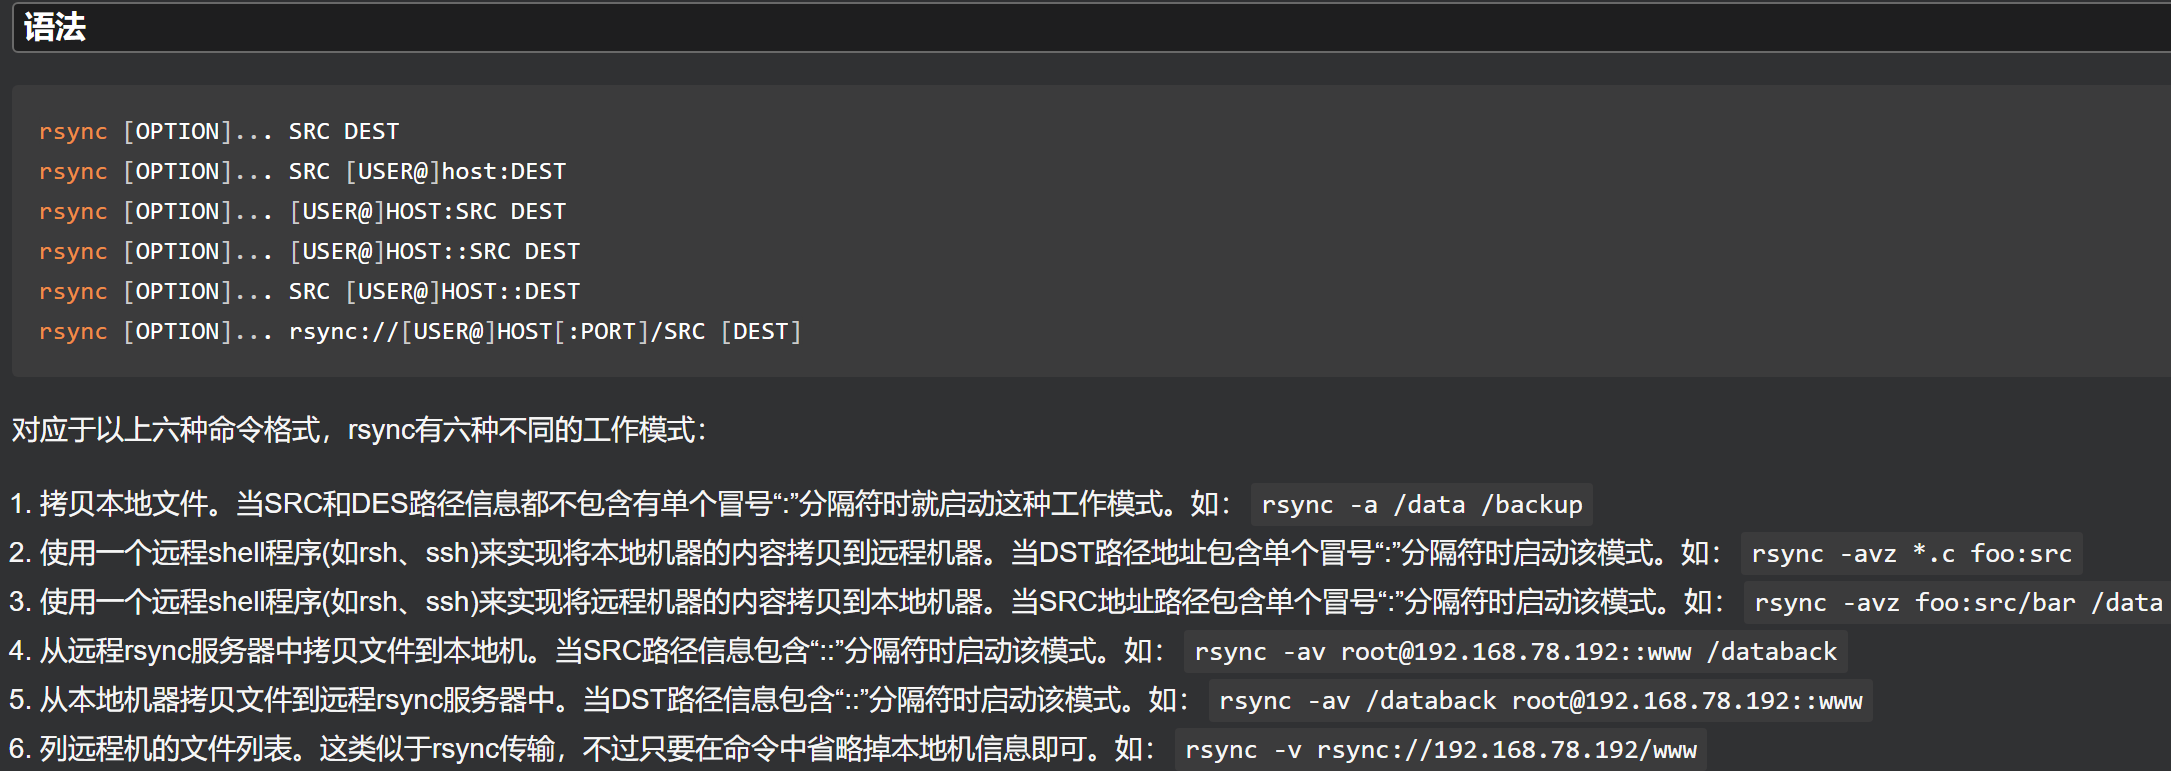 语法
rsync [OPTION]... SRC DEST
rsync [OPTION]... SRC [USER@]host:DEST
rsync [OPTION]... [USER@]HOST:SRC DEST
rsync [OPTION]... [USER@]HOST::SRC DEST
rsync [OPTION]... SRC [USER@]HOST::DEST
rsync [OPTION]... rsync://[USER@]HOST[:PORT]/SRC [DEST]
对应于以上六种命令格式，rsync有六种不同的工作模式：
1. 拷贝本地文件。当SRC和DES路径信息都不包含有单个冒号“:”分隔符时就启动这种工作模式。如： rsync -a /data /backup
2. 使用一个远程shell程序(如rsh、ssh)来实现将本地机器的内容拷贝到远程机器。当DST路径地址包含单个冒号“:”分隔符时启动该模式。如： rsync -avz *.c foo:src
3. 使用一个远程shell程序(如rsh、ssh)来实现将远程机器的内容拷贝到本地机器。当SRC地址路径包含单个冒号“:”分隔符时启动该模式。如： rsync -avz foo:src/bar /data
4. 从远程rsync服务器中拷贝文件到本地机。当SRC路径信息包含“::”分隔符时启动该模式。如： rsync -av root@192.168.78.192::www /databack
5. 从本地机器拷贝文件到远程rsync服务器中。当DST路径信息包含“::”分隔符时启动该模式。如： rsync -av /databack root@192.168.78.192::www
6. 列远程机的文件列表。这类似于rsync传输，不过只要在命令中省略掉本地机信息即可。如： rsync -v rsync://192.168.78.192/www